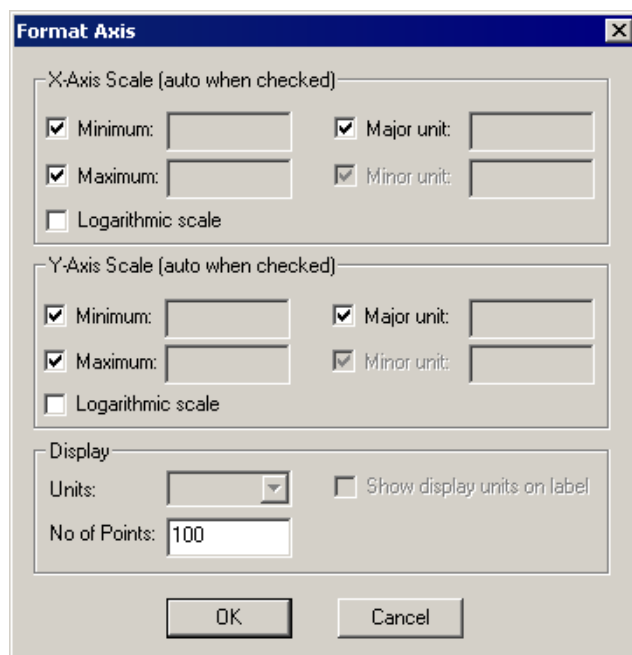 Format Axis
X-Axis Scale (auto when checked)
Minimum: Major unit:
Maximum: Minor unit:
Logarithmic scale
Y-Axis Scale (auto when checked)
Minimum: Major unit:
Maximum: Minor unit:
Logarithmic scale
Display
Units: Show display units on label
No of Points: 100
OK Cancel